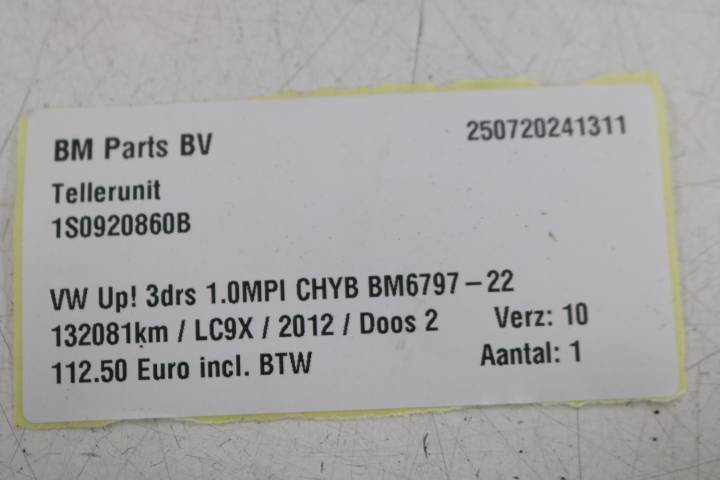 BM Parts BV 250720241311
Tellerunit
1S0920860B
VW Up! 3drs 1.0MPI CHYB BM6797-22
132081km / LC9X / 2012 / Doos 2 Verz: 10
112.50 Euro incl. BTW Aantal: 1